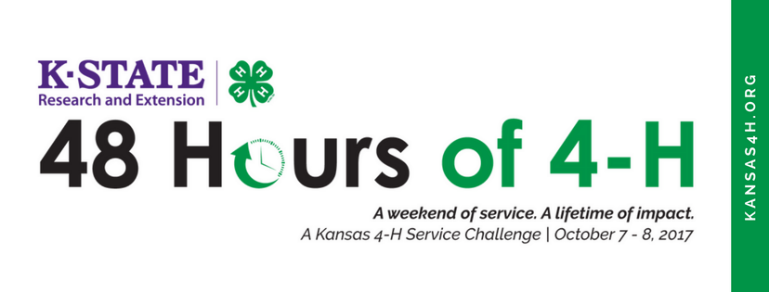 K·STATE
Research and Extension
H H H H
48 Hours of 4-H
A weekend of service. A lifetime of impact.
A Kansas 4-H Service Challenge | October 7 - 8, 2017
KANSAS4H.ORG